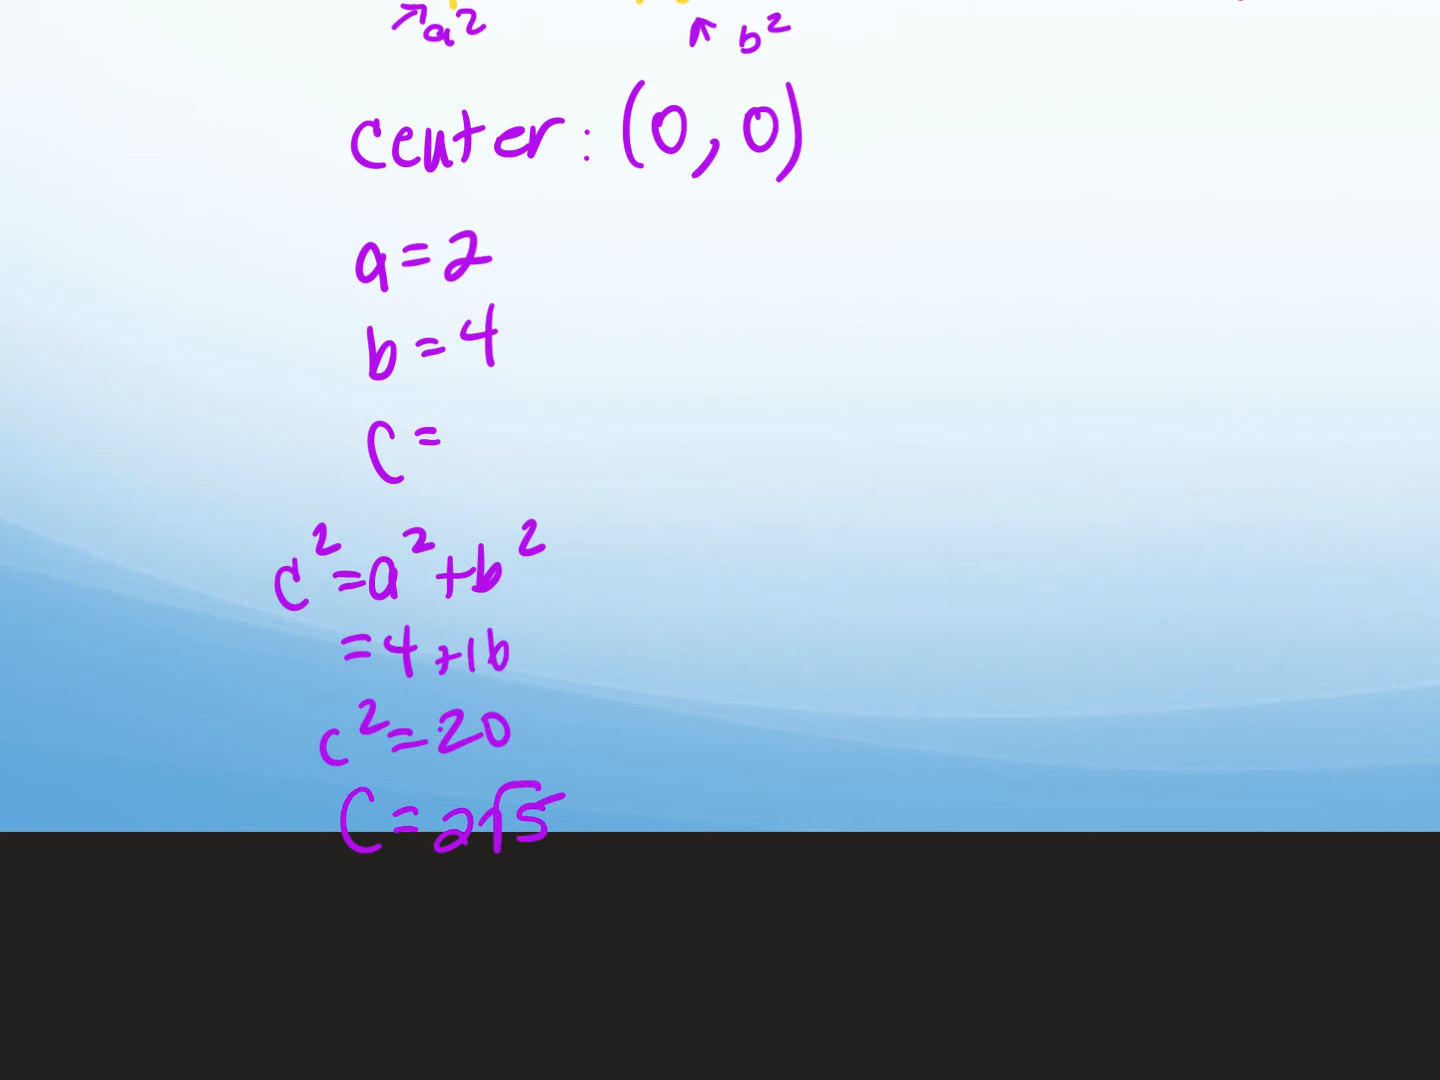 ↗a² ↖ b²
center: (0, 0)
a = 2
b = 4
c =
c² = a² + b²
= 4 + 16
c² = 20
c = 2√5